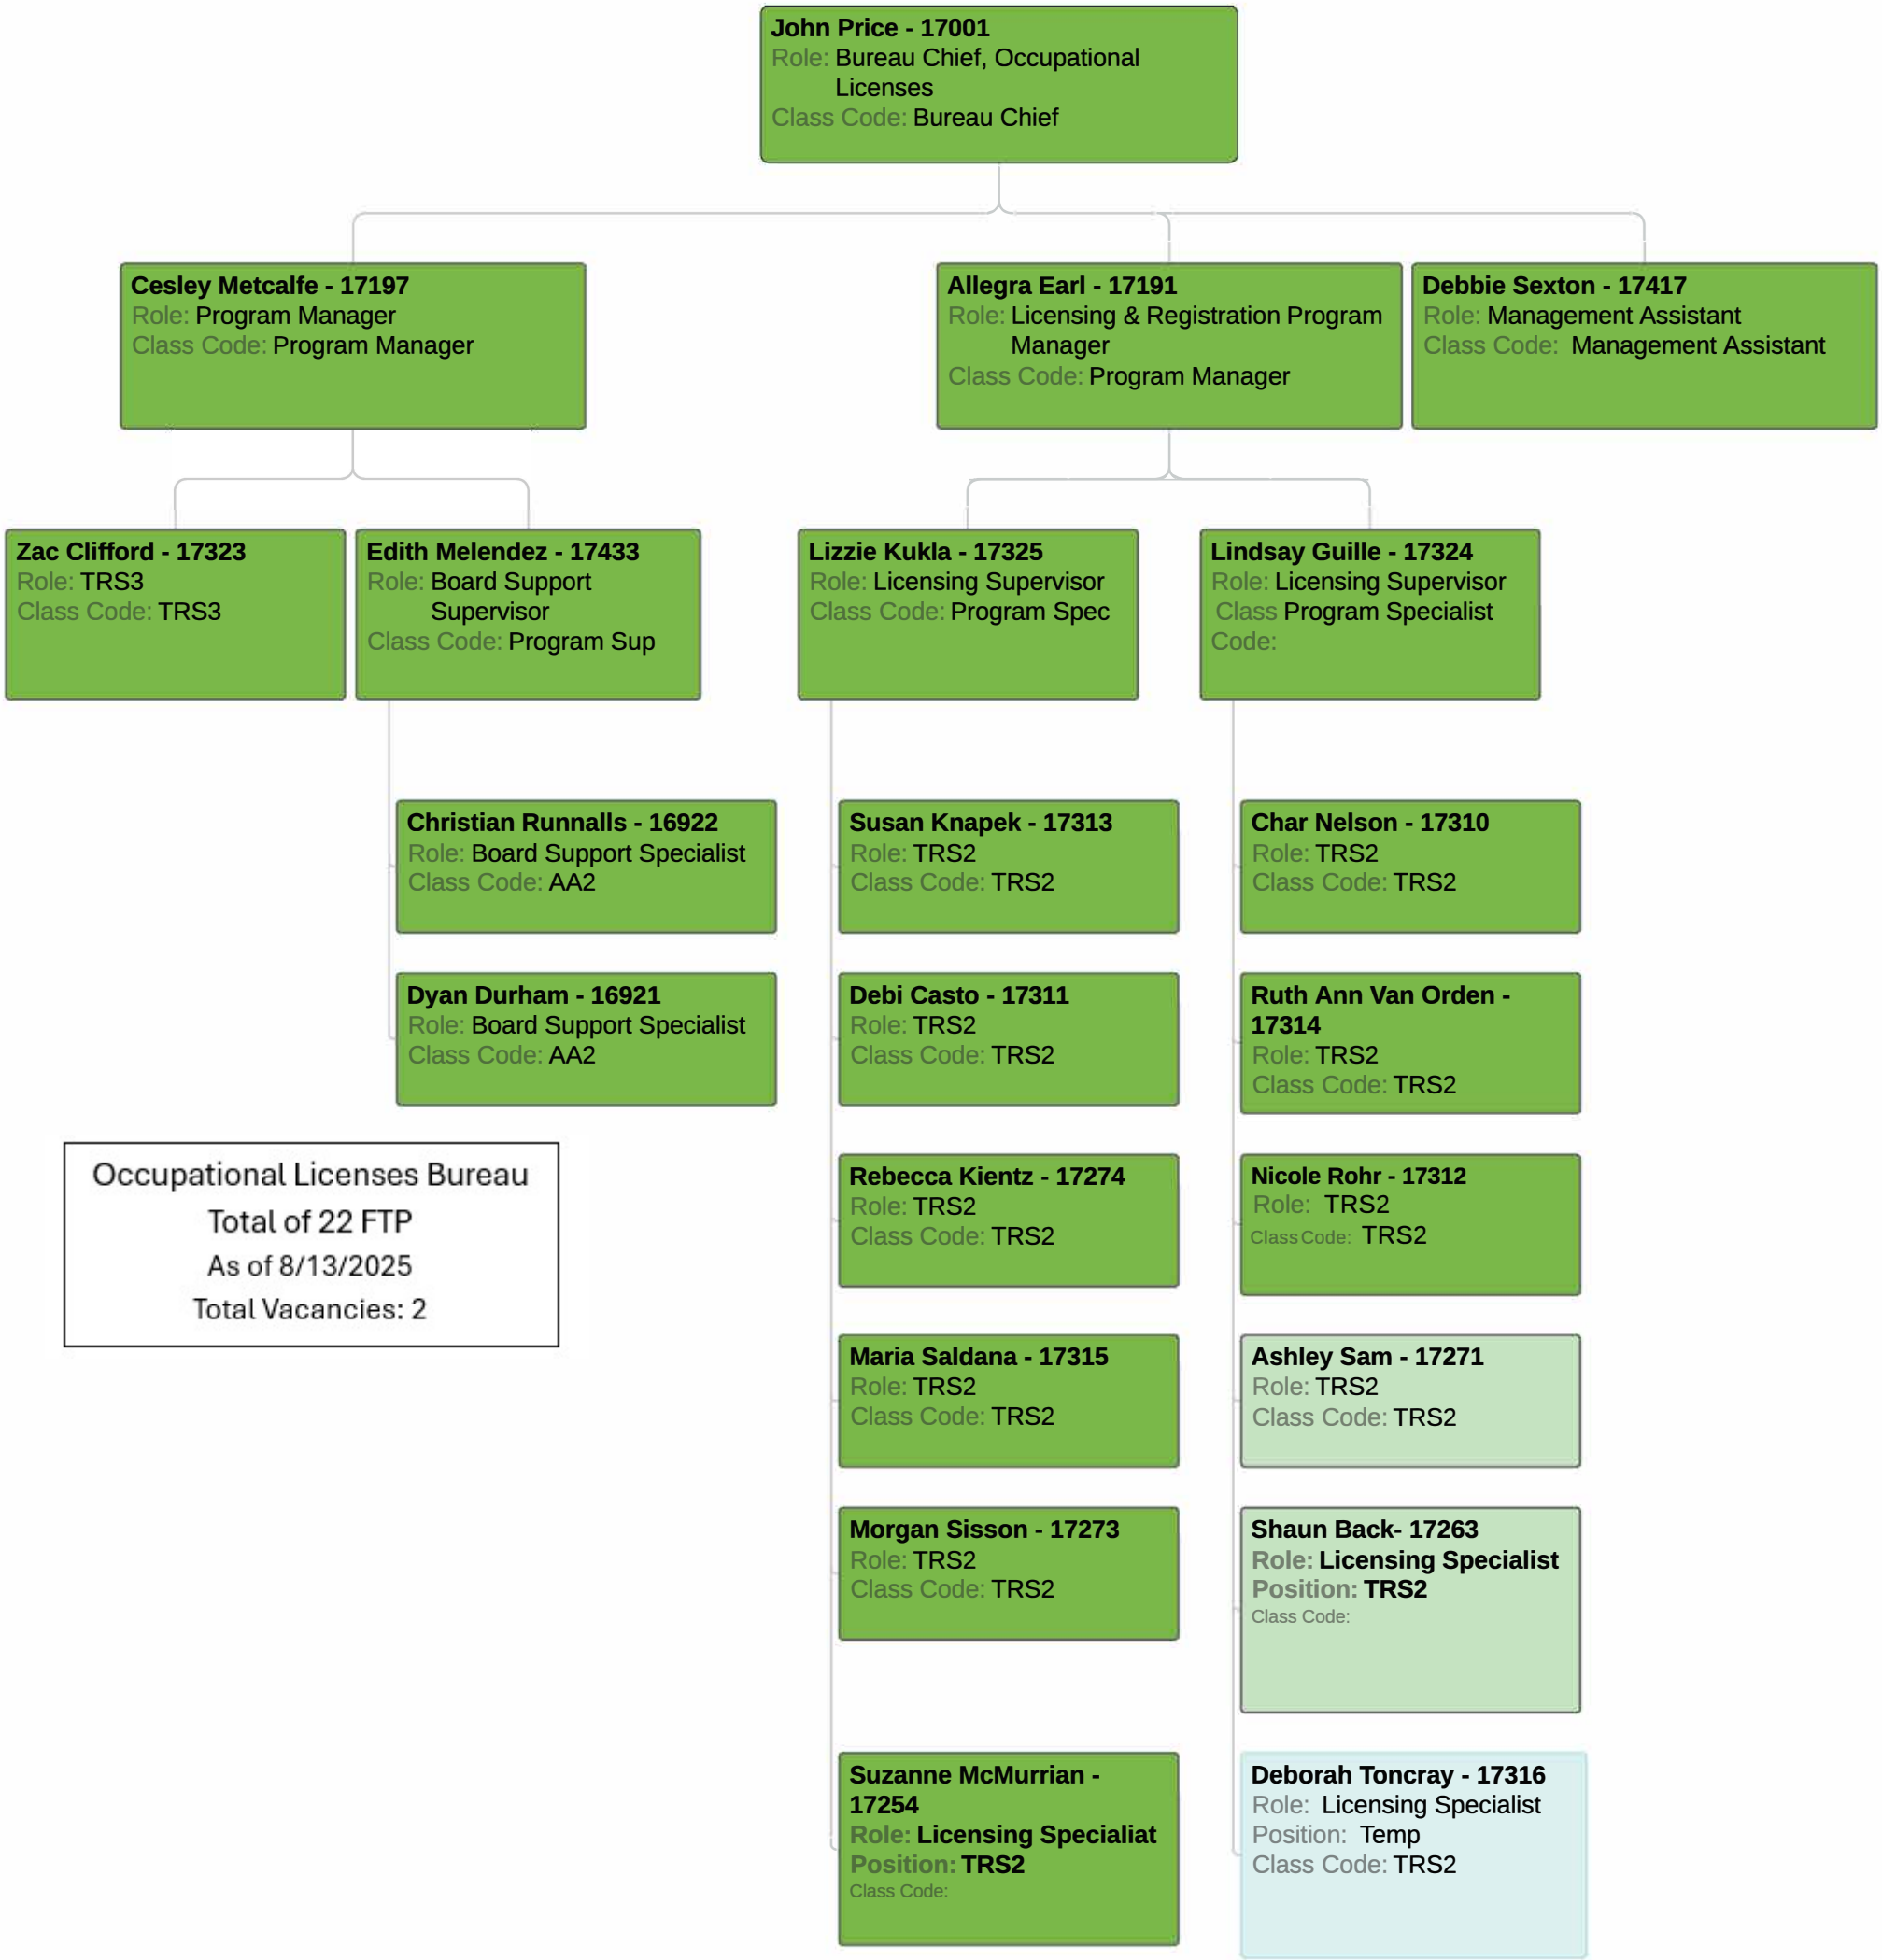 John Price - 17001
Role: Bureau Chief, Occupational
Licenses
Class Code: Bureau Chief
Cesley Metcalfe - 17197
Role: Program Manager
Class Code: Program Manager
Allegra Earl - 17191
Role: Licensing & Registration Program
Manager
Class Code: Program Manager
Debbie Sexton - 17417
Role: Management Assistant
Class Code: Management Assistant
Zac Clifford - 17323
Role: TRS3
Class Code: TRS3
Edith Melendez - 17433
Role: Board Support
Supervisor
Class Code: Program Sup
Lizzie Kukla - 17325
Role: Licensing Supervisor
Class Code: Program Spec
Lindsay Guille - 17324
Role: Licensing Supervisor
Class Program Specialist
Code:
Christian Runnalls - 16922
Role: Board Support Specialist
Class Code: AA2
Dyan Durham - 16921
Role: Board Support Specialist
Class Code: AA2
Susan Knapek - 17313
Role: TRS2
Class Code: TRS2
Debi Casto - 17311
Role: TRS2
Class Code: TRS2
Rebecca Kientz - 17274
Role: TRS2
Class Code: TRS2
Maria Saldana - 17315
Role: TRS2
Class Code: TRS2
Morgan Sisson - 17273
Role: TRS2
Class Code: TRS2
Suzanne McMurrian -
17254
Role: Licensing Specialiat
Position: TRS2
Class Code:
Char Nelson - 17310
Role: TRS2
Class Code: TRS2
Ruth Ann Van Orden -
17314
Role: TRS2
Class Code: TRS2
Nicole Rohr - 17312
Role: TRS2
Class Code: TRS2
Ashley Sam - 17271
Role: TRS2
Class Code: TRS2
Shaun Back- 17263
Role: Licensing Specialist
Position: TRS2
Class Code:
Deborah Toncray - 17316
Role: Licensing Specialist
Position: Temp
Class Code: TRS2
Occupational Licenses Bureau
Total of 22 FTP
As of 8/13/2025
Total Vacancies: 2